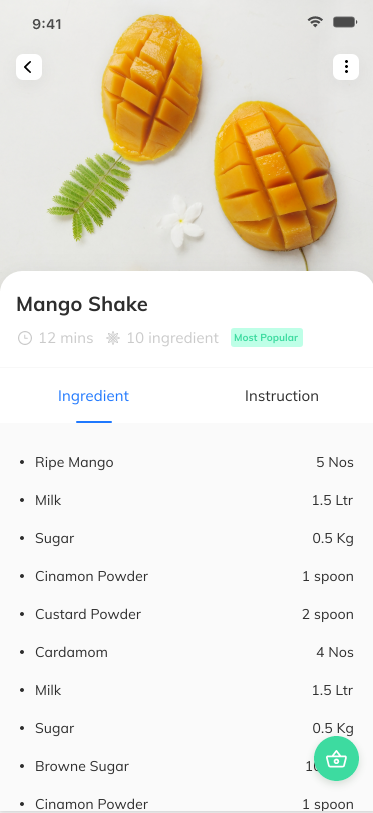 9:41
Mango Shake
12 mins 10 ingredient Most Popular
Ingredient Instruction
• Ripe Mango 5 Nos
• Milk 1.5 Ltr
• Sugar 0.5 Kg
• Cinamon Powder 1 spoon
• Custard Powder 2 spoon
• Cardamom 4 Nos
• Milk 1.5 Ltr
• Sugar 0.5 Kg
• Browne Sugar
• Cinamon Powder 1 spoon